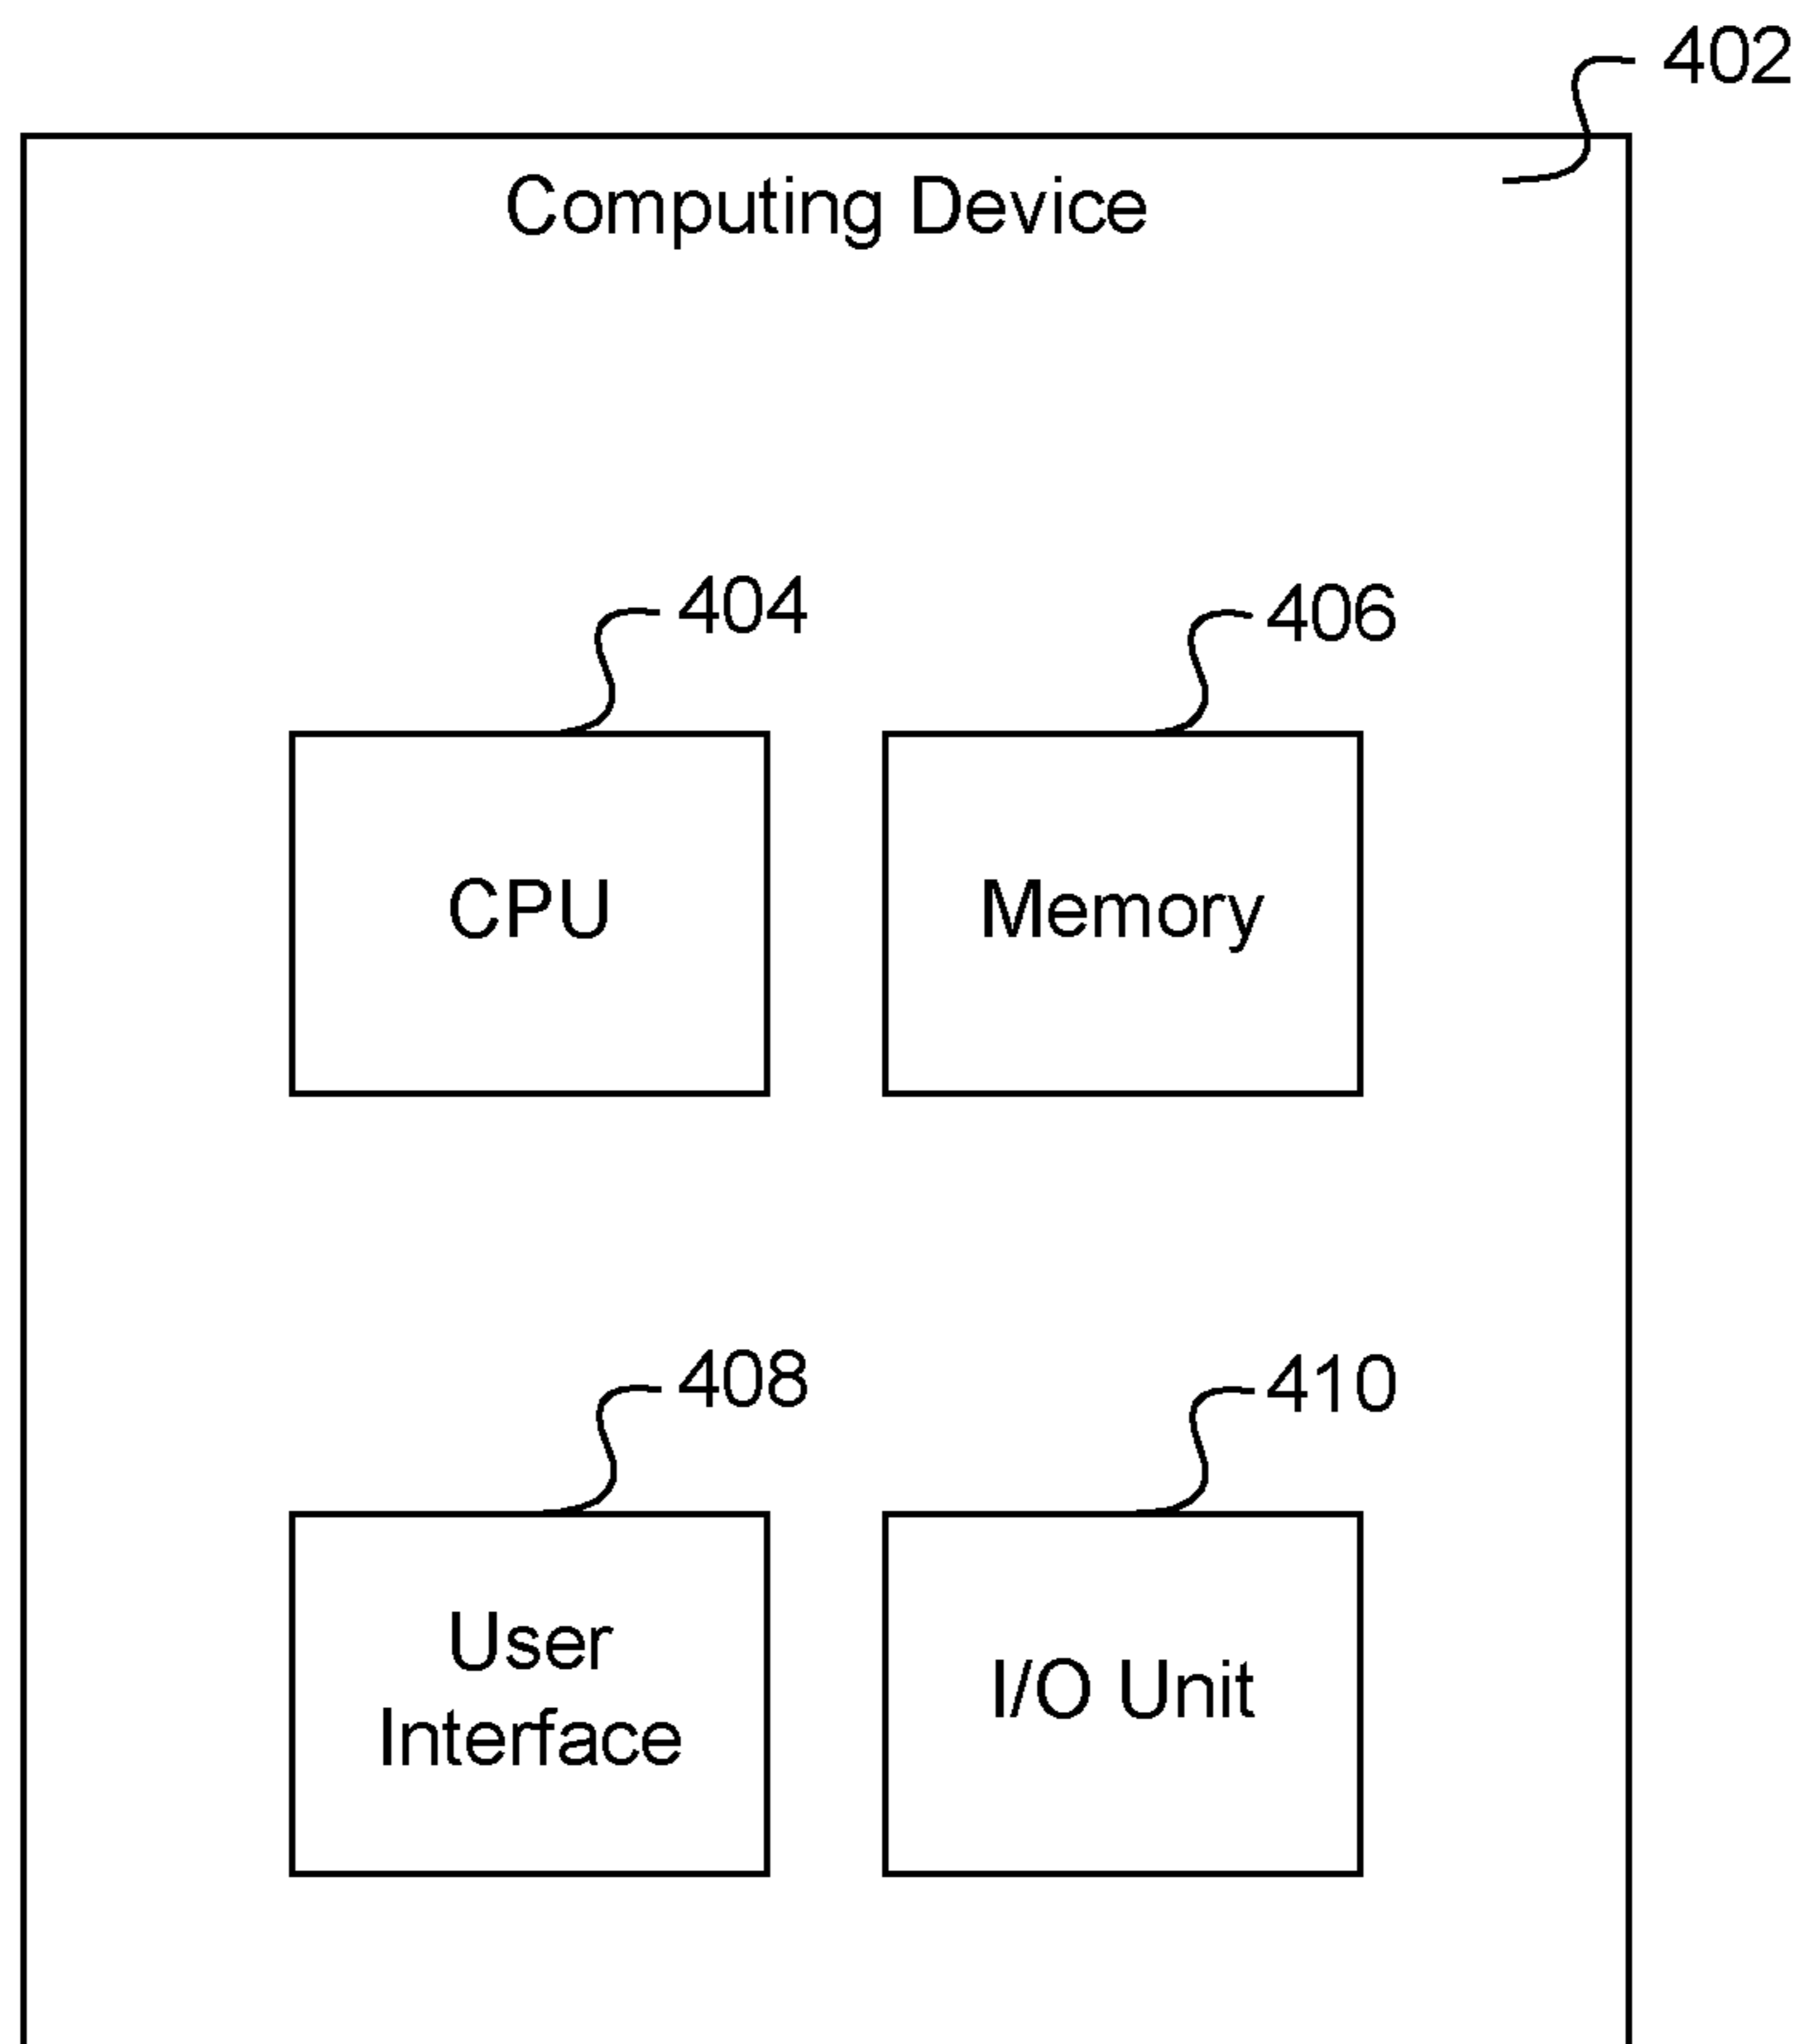 402
Computing Device
404
406
CPU
Memory
408
410
User
Interface
I/O Unit